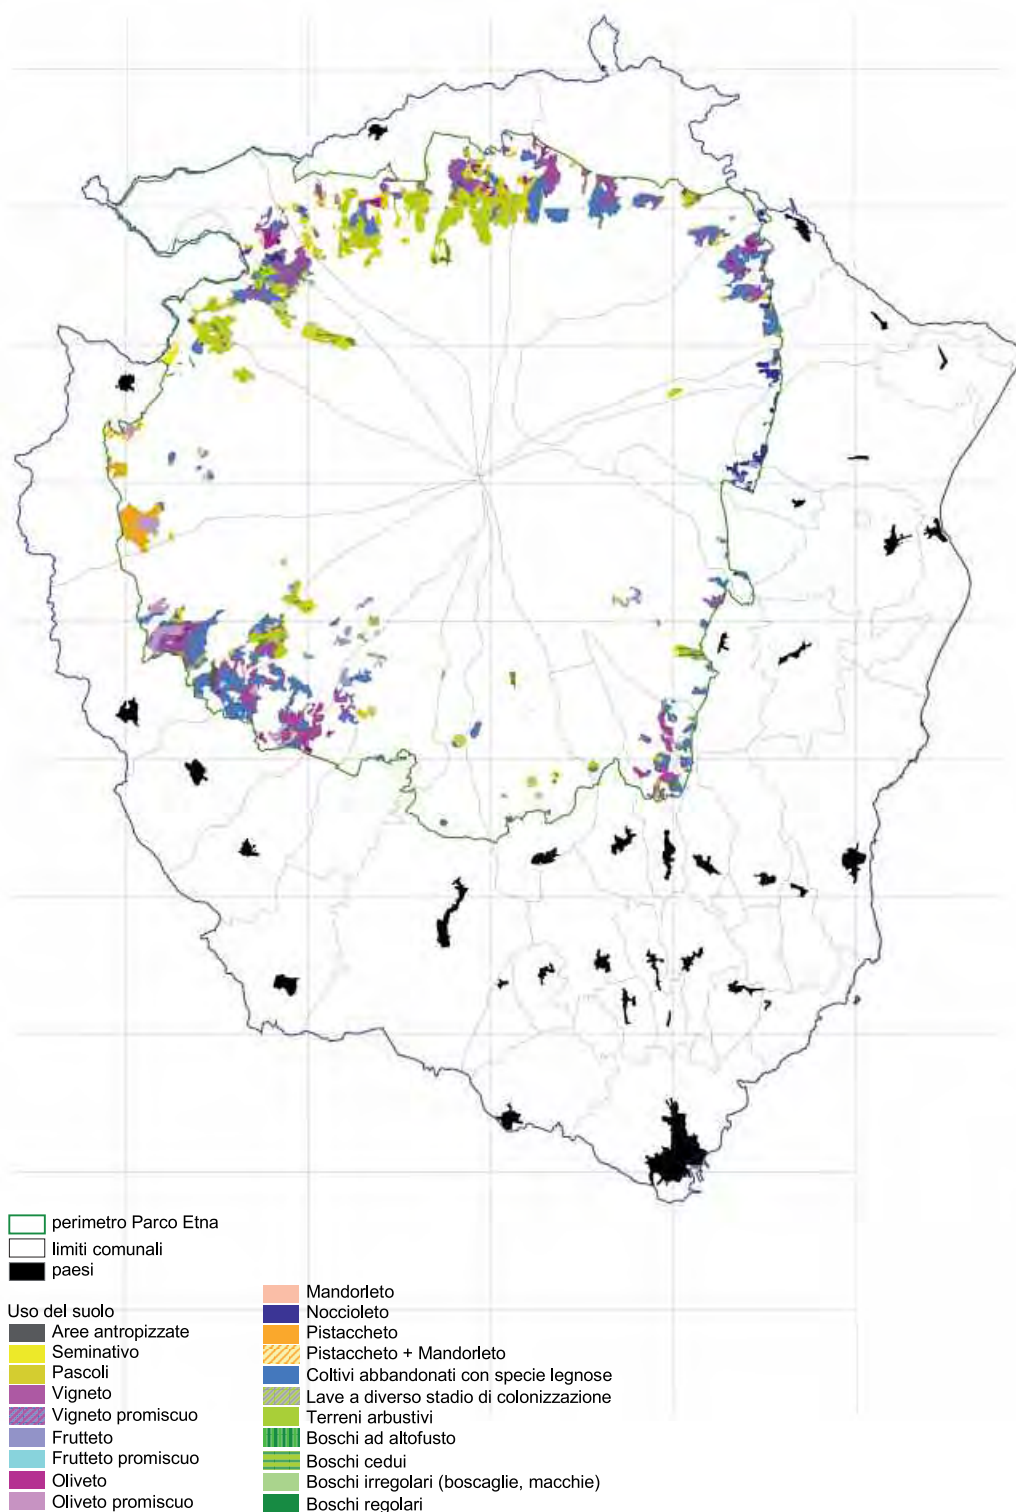 perimetro Parco Etna
limiti comunali
paesi
Uso del suolo
Aree antropizzate
Seminativo
Pascoli
Vigneto
Vigneto promiscuo
Frutteto
Frutteto promiscuo
Oliveto
Oliveto promiscuo
Mandorleto
Noccioleto
Pistaccheto
Pistaccheto + Mandorleto
Coltivi abbandonati con specie legnose
Lave a diverso stadio di colonizzazione
Terreni arbustivi
Boschi ad altofusto
Boschi cedui
Boschi irregolari (boscaglie, macchie)
Boschi regolari